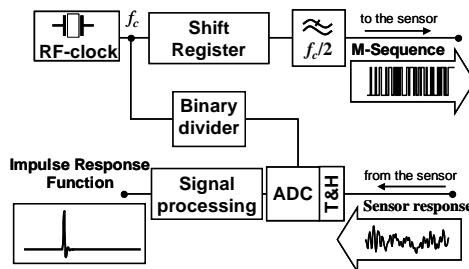 f_c
RF-clock
Shift
Register
f_c/2
to the sensor
M-Sequence
Binary
divider
Impulse Response
Function
Signal
processing
ADC
T&H
from the sensor
Sensor response